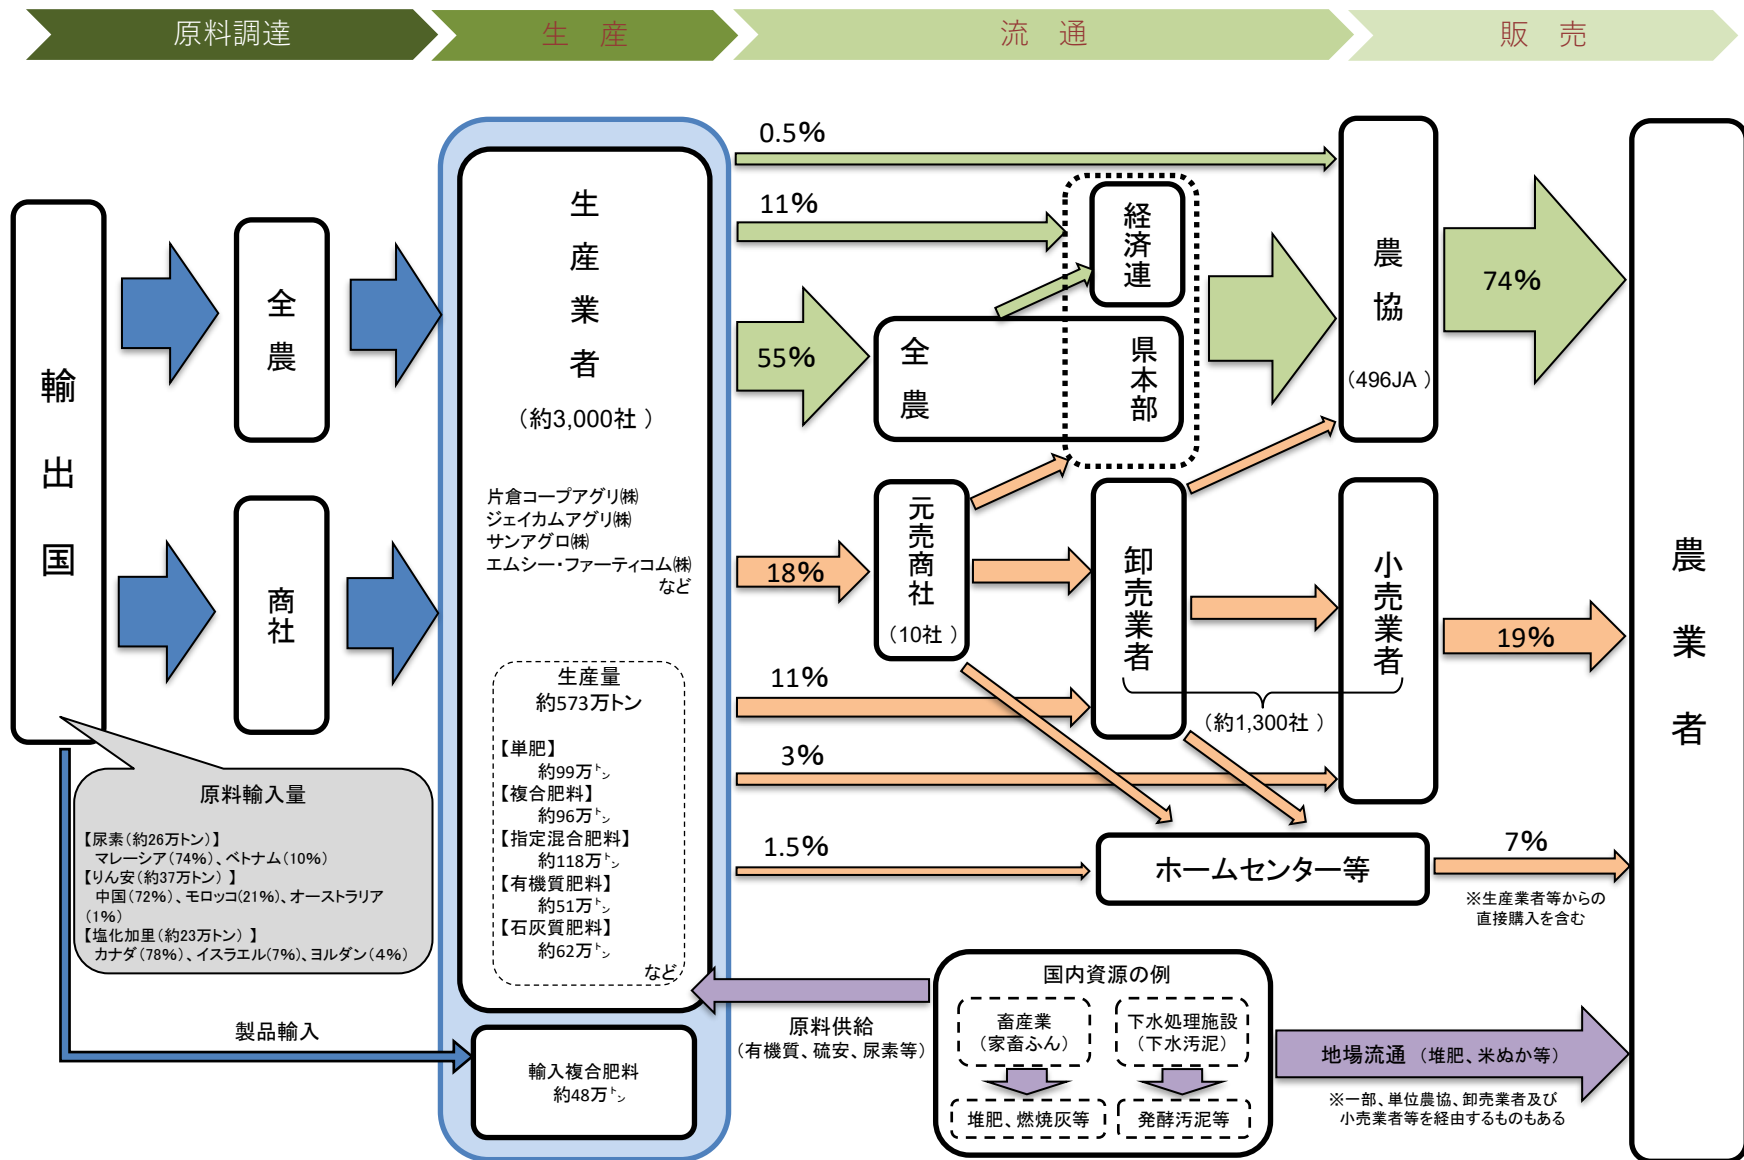 原料調達
生 産
流 通
販 売
輸出国
全農
商社
原料輸入量
【尿素（約26万トン）】
マレーシア（74%）、ベトナム（10%）
【りん安（約37万トン）】
中国（72%）、モロッコ（21%）、オーストラリア
（1%）
【塩化加里（約23万トン）】
カナダ（78%）、イスラエル（7%）、ヨルダン（4%）
製品輸入
生産業者
（約3,000社）
片倉コープアグリ㈱
ジェイカムアグリ㈱
サンアグロ㈱
エムシー・ファーティコム㈱
など
生産量
約573万トン
【単肥】
約99万トン
【複合肥料】
約96万トン
【指定混合肥料】
約118万トン
【有機質肥料】
約51万トン
【石灰質肥料】
約62万トン
など
輸入複合肥料
約48万トン
0.5%
11%
55%
18%
11%
3%
1.5%
経済連
全農
県本部
元売商社
（10社）
卸売業者
（約1,300社）
農協
（496JA）
小売業者
ホームセンター等
74%
19%
7%
※生産業者等からの
直接購入を含む
農業者
原料供給
（有機質、硫安、尿素等）
国内資源の例
畜産業
（家畜ふん）
下水処理施設
（下水汚泥）
堆肥、燃焼灰等
発酵汚泥等
地場流通（堆肥、米ぬか等）
※一部、単位農協、卸売業者及び
小売業者等を経由するものもある